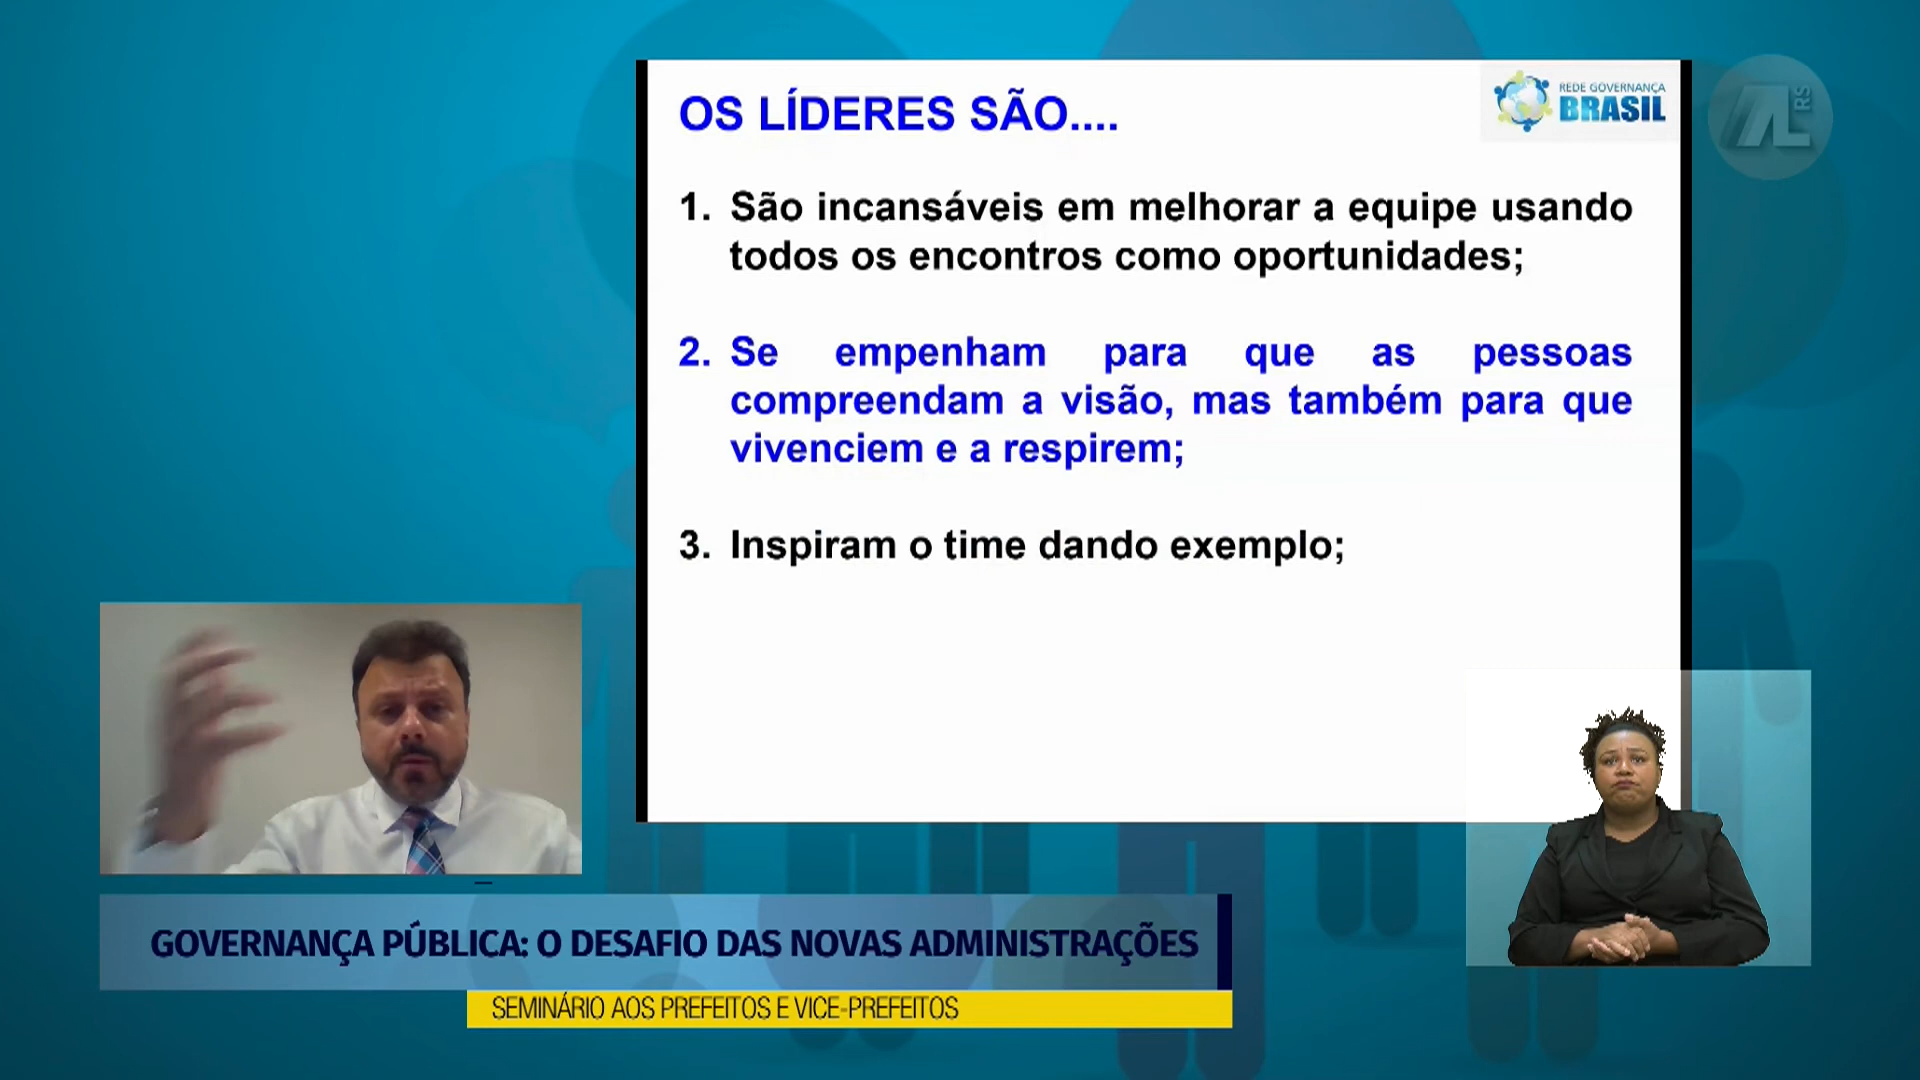 OS LÍDERES SÃO....
REDE GOVERNANÇA
BRASIL
AL
RS
1. São incansáveis em melhorar a equipe usando
todos os encontros como oportunidades;
2. Se empenham para que as pessoas
compreendam a visão, mas também para que
vivenciem e a respirem;
3. Inspiram o time dando exemplo;
GOVERNANÇA PÚBLICA: O DESAFIO DAS NOVAS ADMINISTRAÇÕES
SEMINÁRIO AOS PREFEITOS E VICE-PREFEITOS